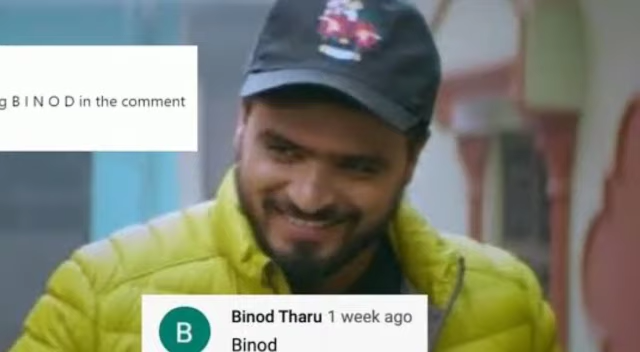 g B I N O D in the comment
B
Binod Tharu 1 week ago
Binod